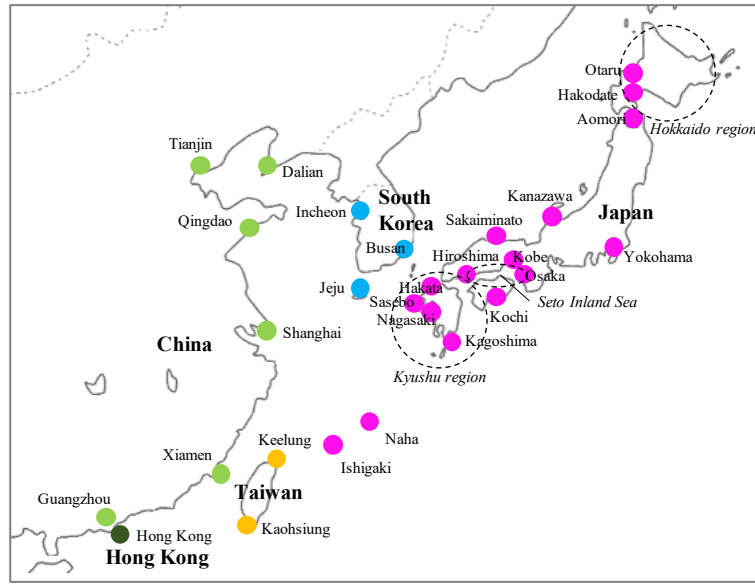 Otaru
Hakodate
Aomori
Hokkaido region
Tianjin
Dalian
South
Korea
Incheon
Kanazawa
Japan
Qingdao
Sakaiminato
Busan
Hiroshima
Kobe
Yokohama
Jeju
Hakata
Osaka
Sasebo
Seto Inland Sea
Nagasaki
Kochi
Shanghai
China
Kagoshima
Kyushu region
Naha
Keelung
Xiamen
Ishigaki
Taiwan
Guangzhou
Hong Kong
Kaohsiung
Hong Kong